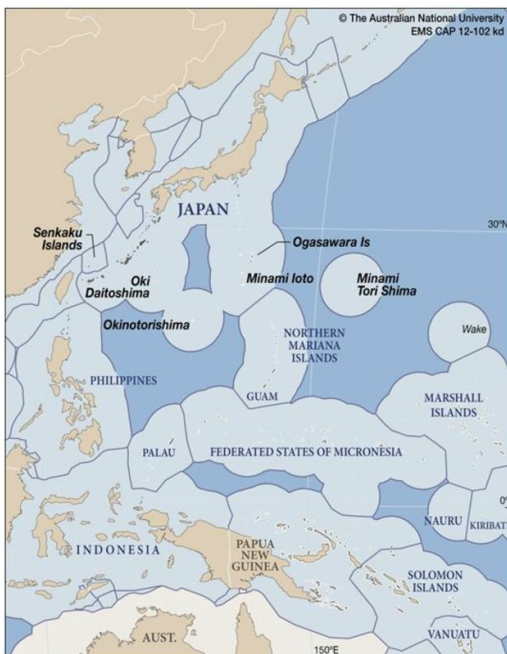 © The Australian National University
EMS CAP 12-102 kd
JAPAN
30°N
Senkaku
Islands
Ogasawara Is
Oki
Daitoshima
Minami Ioto
Minami
Tori Shima
Okinotorishima
Wake
NORTHERN
MARIANA
ISLANDS
PHILIPPINES
GUAM
MARSHALL
ISLANDS
PALAU
FEDERATED STATES OF MICRONESIA
0°
NAURU
KIRIBAT
INDONESIA
PAPUA
NEW
GUINEA
SOLOMON
ISLANDS
AUST.
150°E
VANUATU